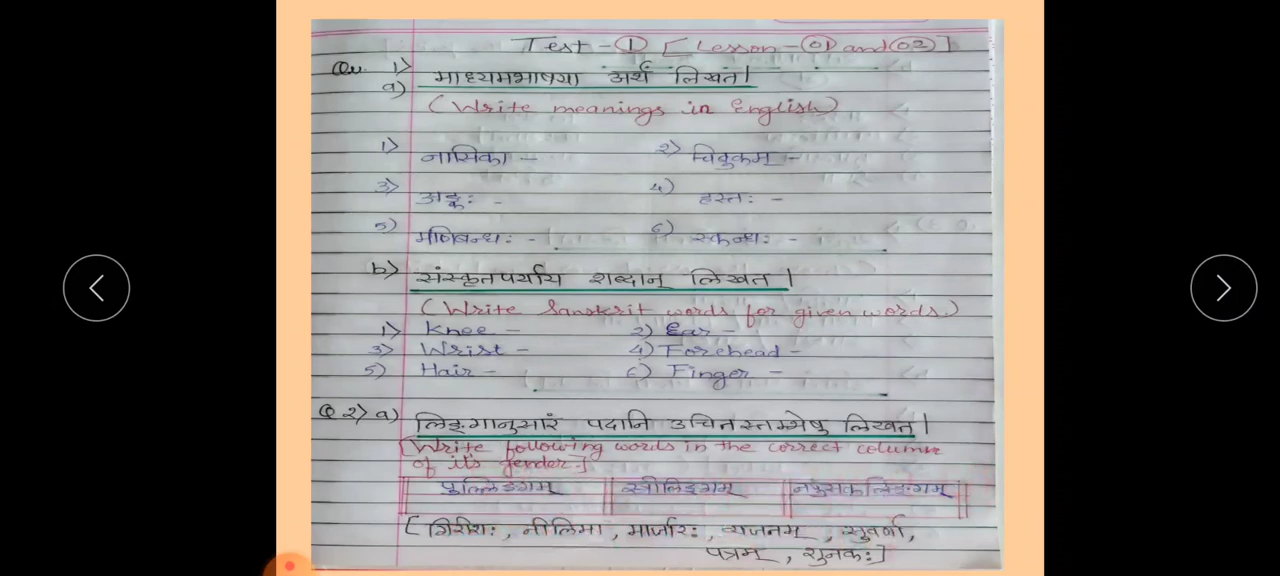 Test - 1 [Lesson - 01 and 02]
Qu. 1>
a) माध्यमभाषया अर्थं लिखत।
(Write meanings in English)
1> नासिका - 2> चिबुकम् -
3> अङ्कः - 4) हस्तः -
5) मणिबन्धः - 6) स्कन्धः -
b> संस्कृतपर्याय शब्दान् लिखत।
(Write Sanskrit words for given words.)
1> Knee - 2) Ear -
3> Wrist - 4) Forehead -
5) Hair - 6) Finger -
Q 2> a) लिङ्गानुसारं पदानि उचितस्तम्भेषु लिखत।
[Write following words in the correct column
of it's gender.]
पुल्लिङ्गम् स्त्रीलिङ्गम् नपुंसकलिङ्गम्
[गिरीशः, नीलिमा, मार्जारः, व्यजनम्, सुवर्णा,
पत्रम्, शुनकः]